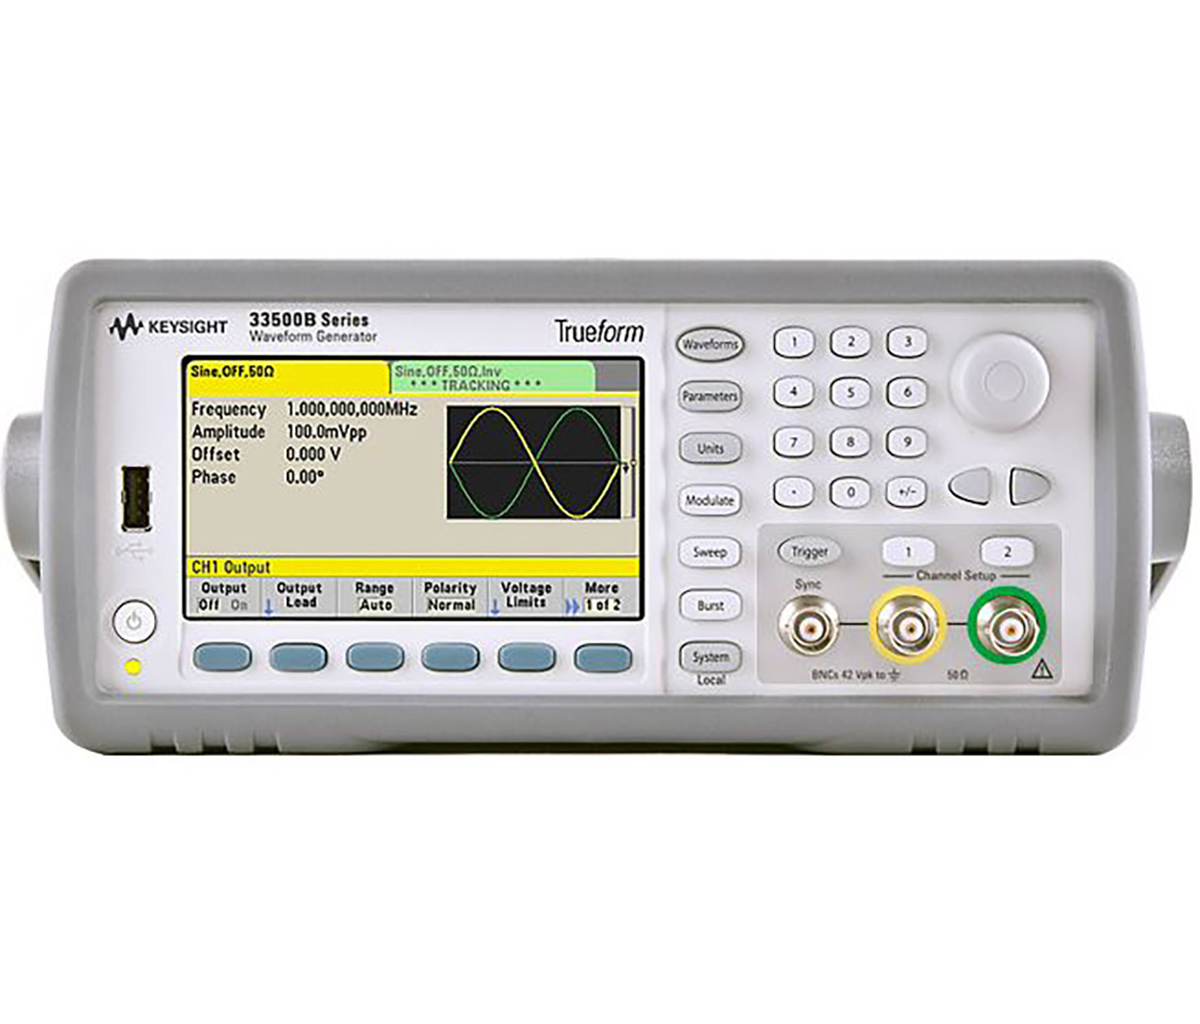 KEYSIGHT
33500B Series
Waveform Generator
Trueform
Sine,OFF,50Ω
Sine,OFF,50Ω,Inv
* * * TRACKING * * *
Frequency 1.000,000,000MHz
Amplitude 100.0mVpp
Offset 0.000 V
Phase 0.00°
CH1 Output
Output Off On
Output Load
Range Auto
Polarity Normal
Voltage Limits
More 1 of 2
Waveforms
Parameters
Units
Modulate
Sweep
Burst
System
Local
1 2 3
4 5 6
7 8 9
. 0 +/-
Trigger
1 2
Channel Setup
Sync
BNCs 42 Vpk to ⏚ 50 Ω